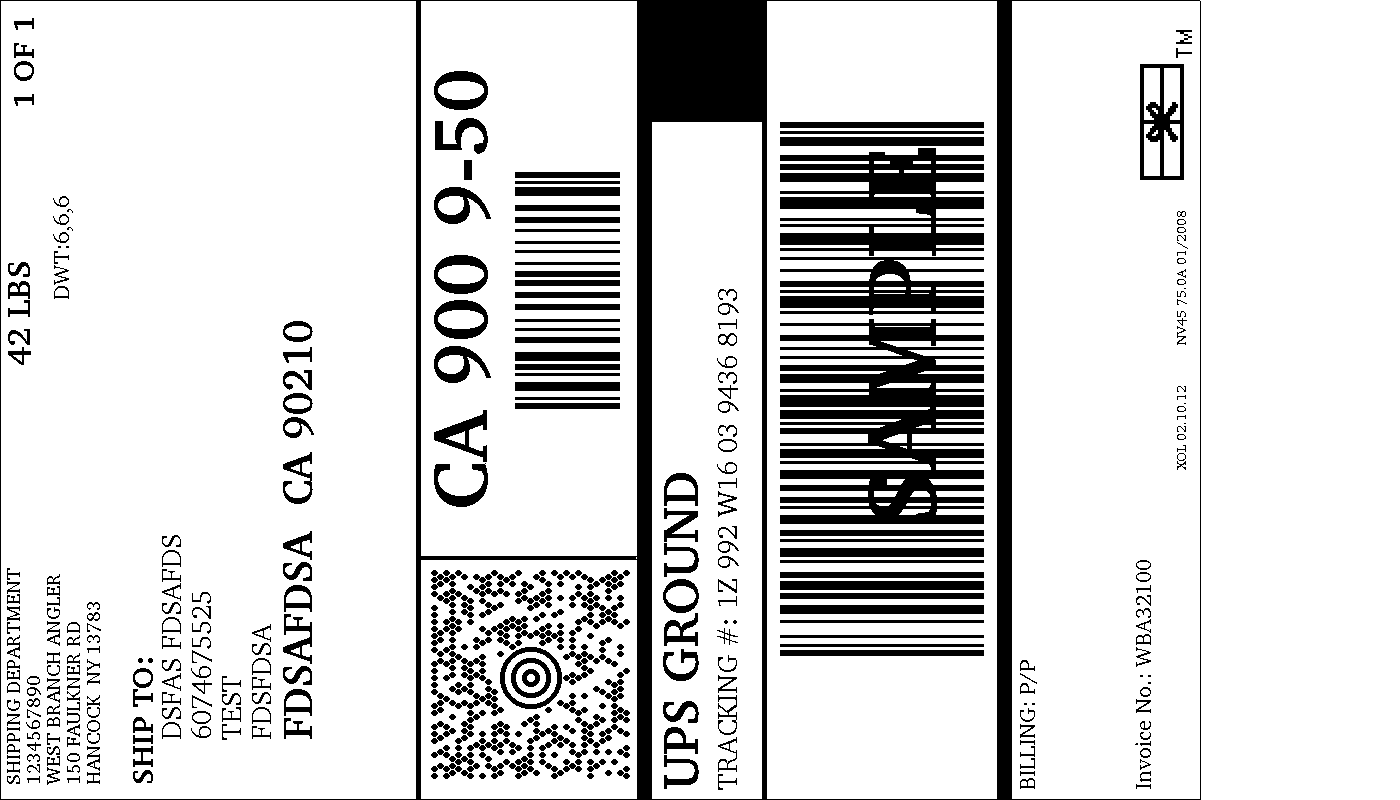 SHIPPING DEPARTMENT
1234567890
WEST BRANCH ANGLER
150 FAULKNER RD
HANCOCK NY 13783
42 LBS
1 OF 1
DWT:6,6,6
SHIP TO:
DSFAS FDSAFDS
6074675525
TEST
FDSFDSA
FDSAFDSA CA 90210
CA 900 9-50
UPS GROUND
TRACKING #: 1Z 992 W16 03 9436 8193
SAMPLE
BILLING: P/P
Invoice No.: WBA32100
XOL 02.10.12 NV45 75.0A 01/2008
TM